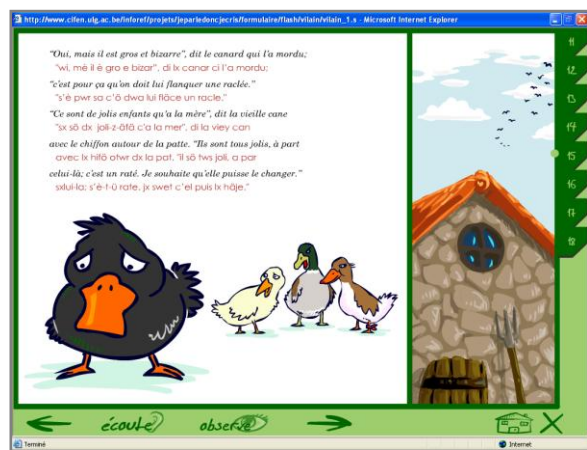 http://www.cifen.ulg.ac.be/inforef/projets/jeparledoncjecris/formulaire/flash/vilain/vilain_1.s - Microsoft Internet Explorer
"Oui, mais il est gros et bizarre", dit le canard qui l'a mordu;
"wi, mè il è gro e bizar", di lx canar ci l'a mordu;
"c'est pour ça qu'on doit lui flanquer une raclée."
"s'è pwr sa c'ô dwa lui flâce un racle."
"Ce sont de jolis enfants qu'a la mère", dit la vieille cane
"sx sô dx joli-z-âfâ c'a la mer", di la viey can
avec le chiffon autour de la patte. "Ils sont tous jolis, à part
avec lx hifô otwr dx la pat. "il sô tws joli, a par
celui-là; c'est un raté. Je souhaite qu'elle puisse le changer."
sxlui-la; s'è-t-û rate. jx swet c'el puis lx hâje."
11
12
13
14
15
16
17
18
écoute
observe
Terminé
Internet